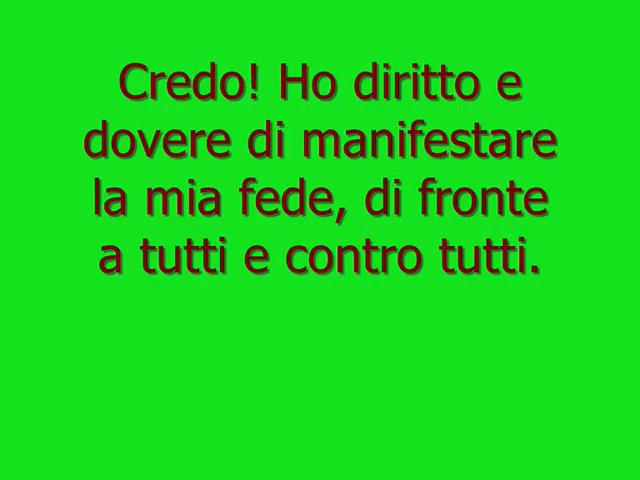 Credo! Ho diritto e
dovere di manifestare
la mia fede, di fronte
a tutti e contro tutti.